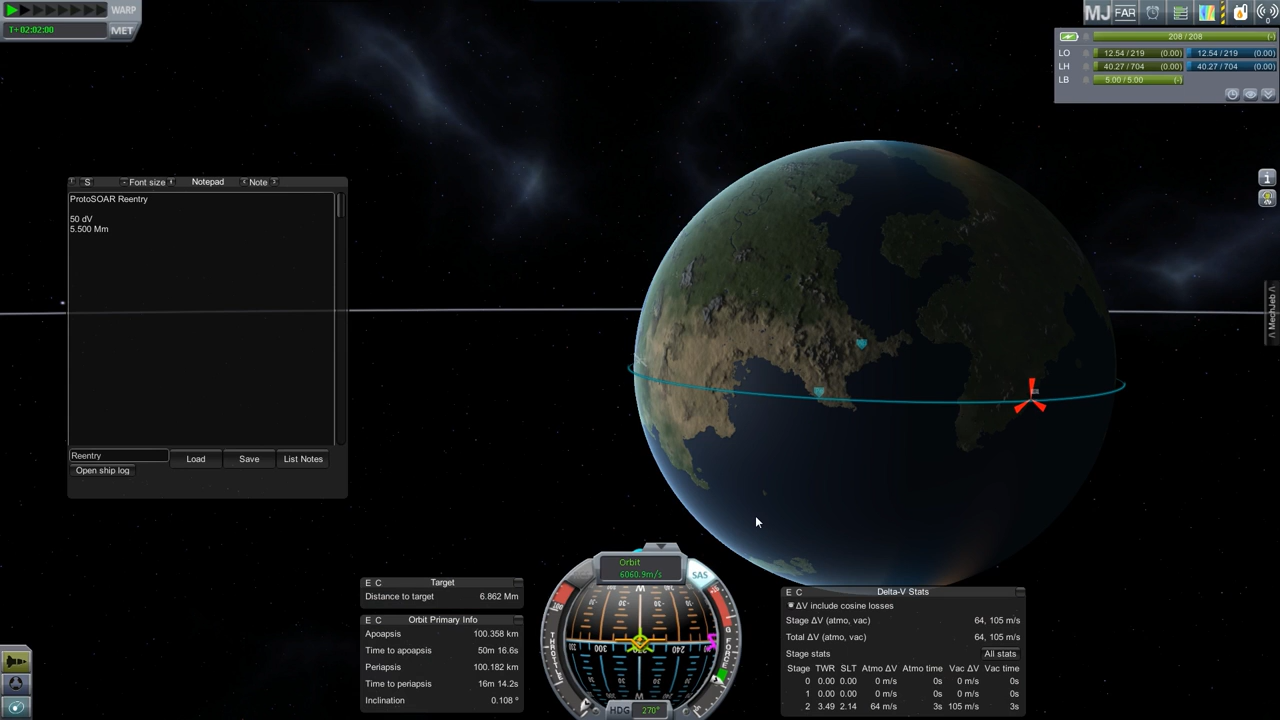 WARP
T+02:02:00
MET
MJ FAR
208 / 208 (-)
LO 12.54 / 219 (0.00) 12.54 / 219 (0.00)
LH 40.27 / 704 (0.00) 40.27 / 704 (0.00)
LB 5.00 / 5.00 (-)
S - Font size + Notepad < Note >
ProtoSOAR Reentry
50 dV
5.500 Mm
Reentry Load Save List Notes
Open ship log
MechJeb
E C Target
Distance to target 6.862 Mm
E C Orbit Primary Info
Apoapsis 100.358 km
Time to apoapsis 50m 16.6s
Periapsis 100.182 km
Time to periapsis 16m 14.2s
Inclination 0.108 °
Orbit
6060.9m/s
SAS
W
300 240
THROTTLE
G FORCE
HDG 270°
E C Delta-V Stats
ΔV include cosine losses
Stage ΔV (atmo, vac) 64, 105 m/s
Total ΔV (atmo, vac) 64, 105 m/s
Stage stats All stats
Stage TWR SLT Atmo ΔV Atmo time Vac ΔV Vac time
0 0.00 0.00 0 m/s 0s 0 m/s 0s
1 0.00 0.00 0 m/s 0s 0 m/s 0s
2 3.49 2.14 64 m/s 3s 105 m/s 3s